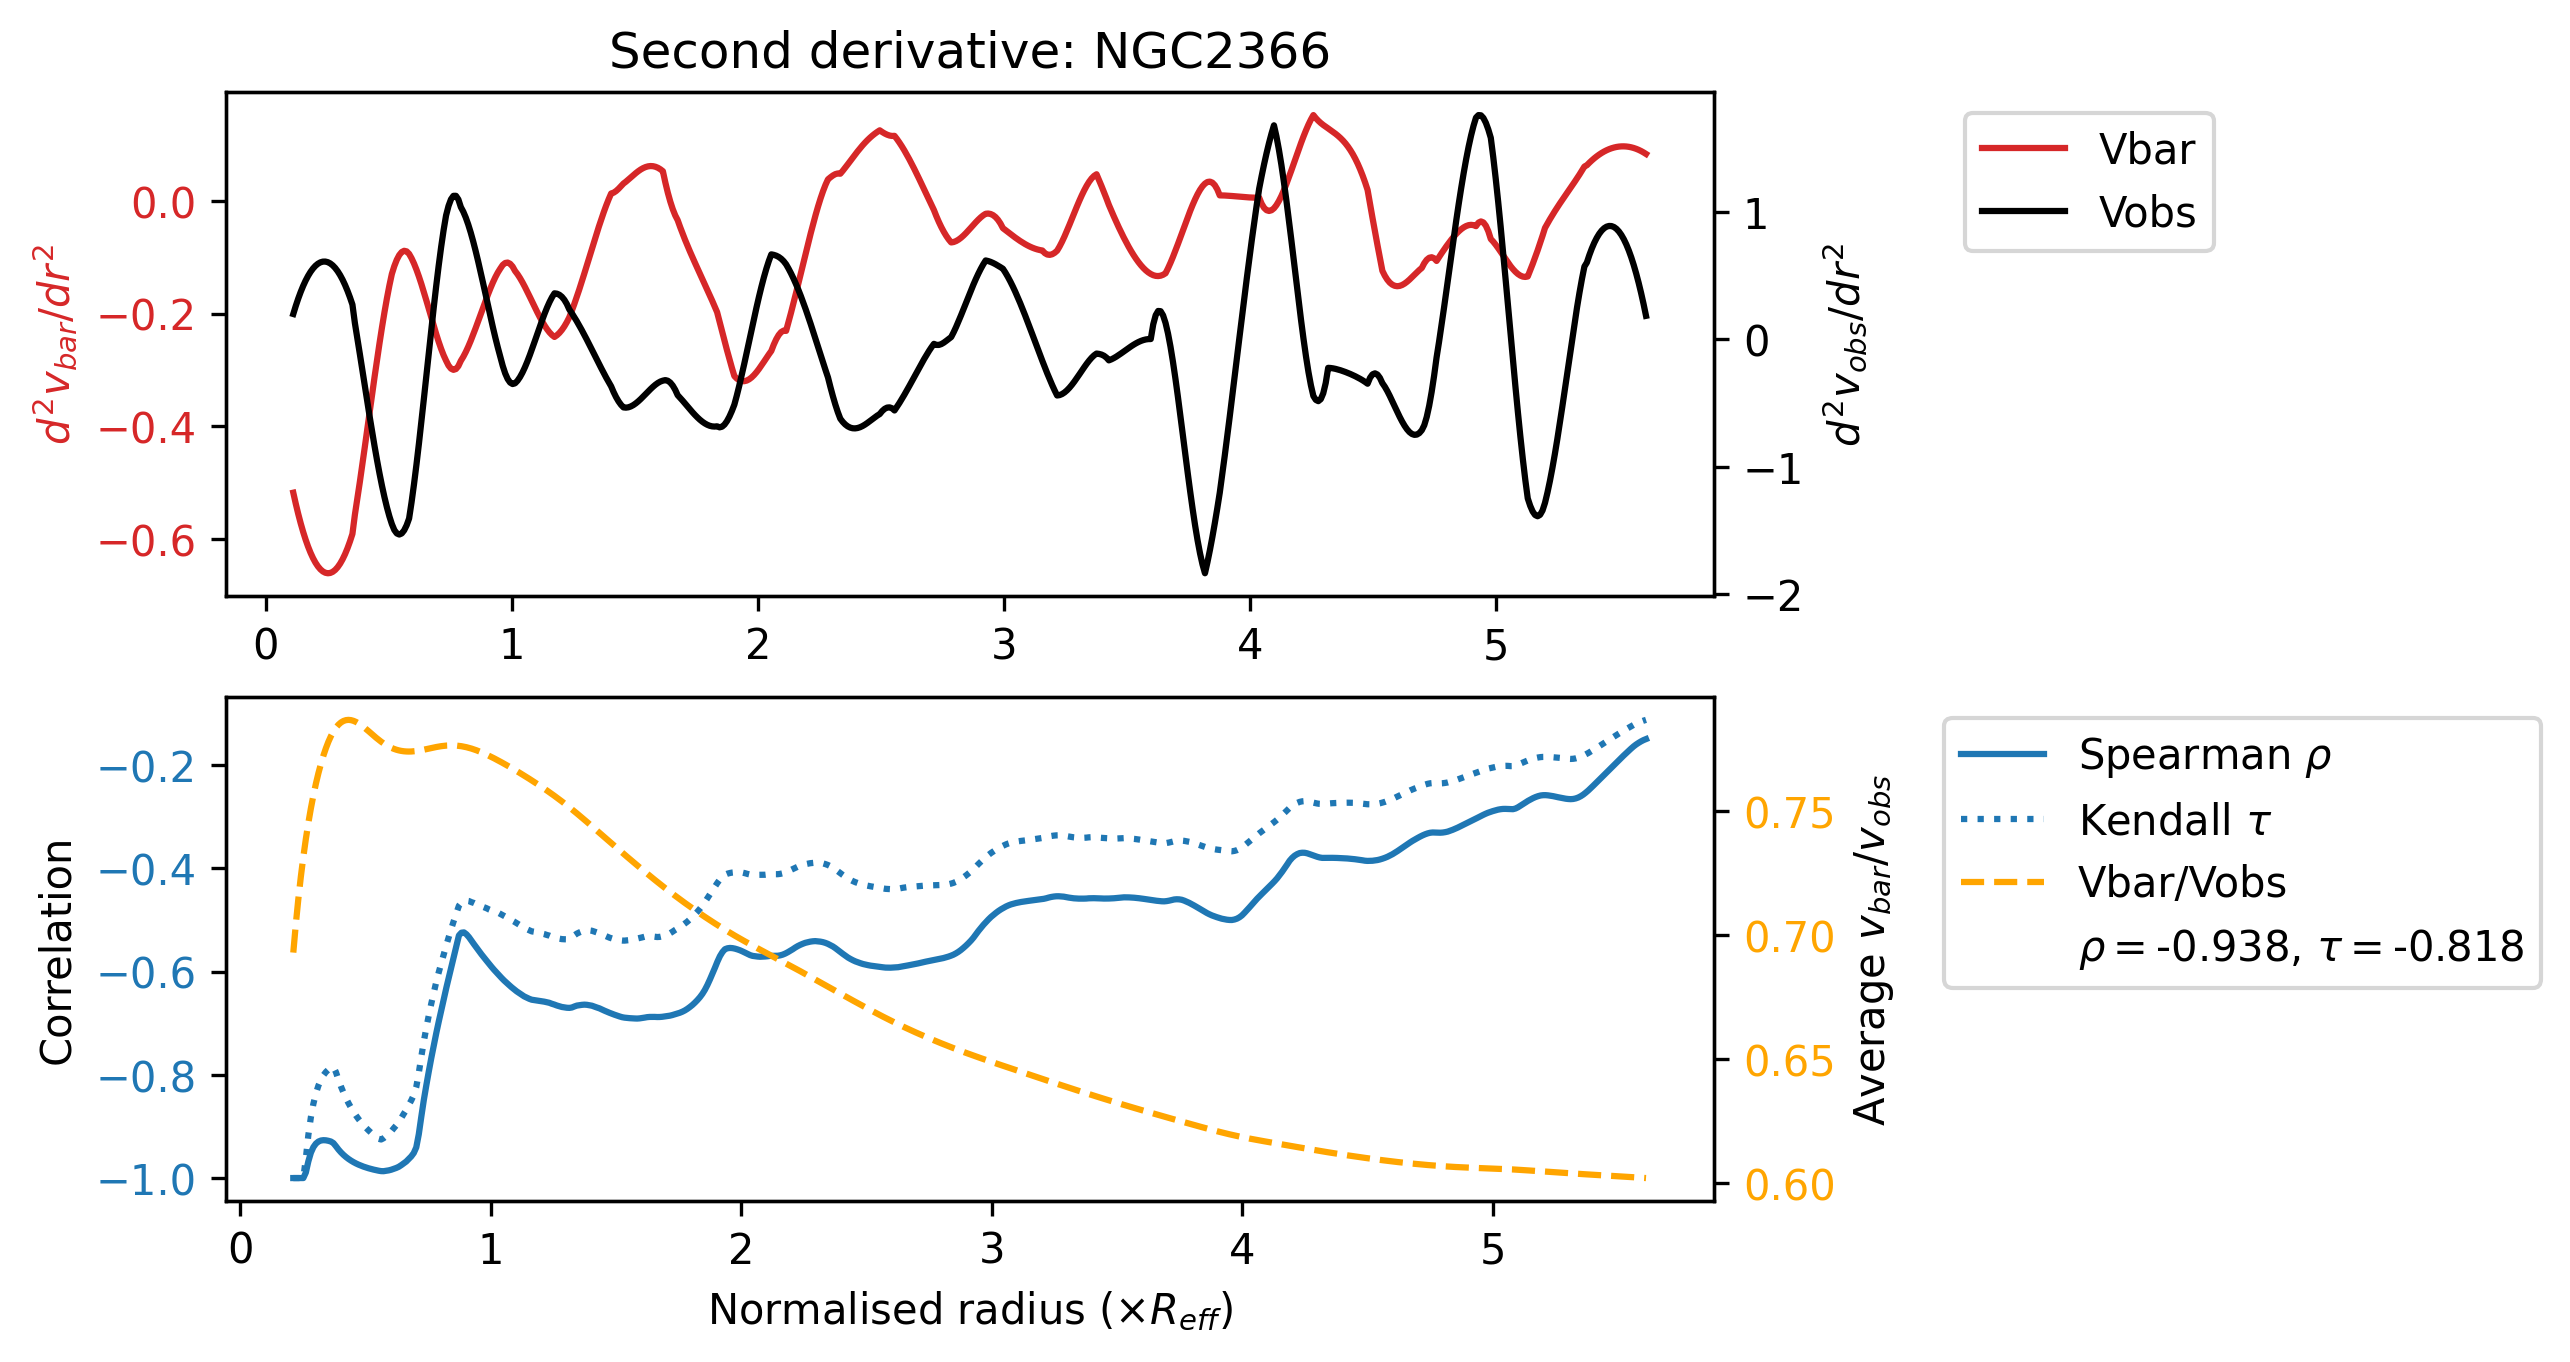 Second derivative: NGC2366
d²v_bar/dr²
0.0
−0.2
−0.4
−0.6
1
0
−1
−2
d²v_obs/dr²
0 1 2 3 4 5
Vbar
Vobs
Correlation
−0.2
−0.4
−0.6
−0.8
−1.0
0.75
0.70
0.65
0.60
Average v_bar/v_obs
0 1 2 3 4 5
Normalised radius (×R_eff)
Spearman ρ
Kendall τ
Vbar/Vobs
ρ = -0.938, τ = -0.818